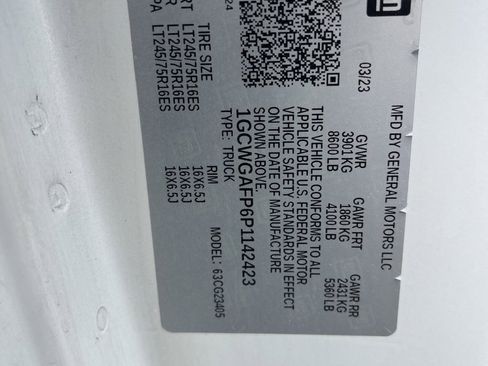 MFD BY GENERAL MOTORS LLC
03/23
GVWR GAWR FRT GAWR RR
3901 KG 1860 KG 2431 KG
8600 LB 4100 LB 5360 LB
THIS VEHICLE CONFORMS TO ALL
APPLICABLE U.S. FEDERAL MOTOR
VEHICLE SAFETY STANDARDS IN EFFECT
ON THE DATE OF MANUFACTURE
SHOWN ABOVE.
1GCWGAFP6P1142423
TYPE: TRUCK
MODEL: 63CG23405
24
TIRE SIZE RIM
LT245/75R16ES 16X6.5J
RT LT245/75R16ES 16X6.5J
PA LT245/75R16ES 16X6.5J